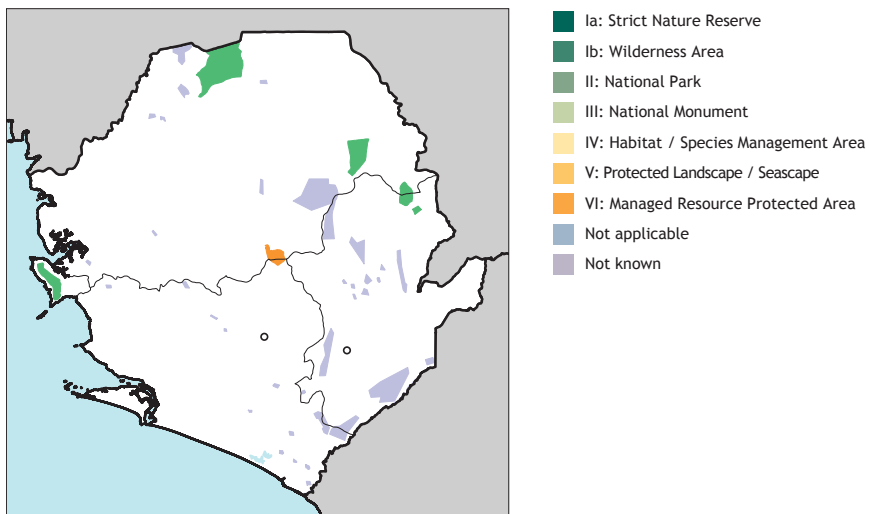 Ia: Strict Nature Reserve
Ib: Wilderness Area
II: National Park
III: National Monument
IV: Habitat / Species Management Area
V: Protected Landscape / Seascape
VI: Managed Resource Protected Area
Not applicable
Not known